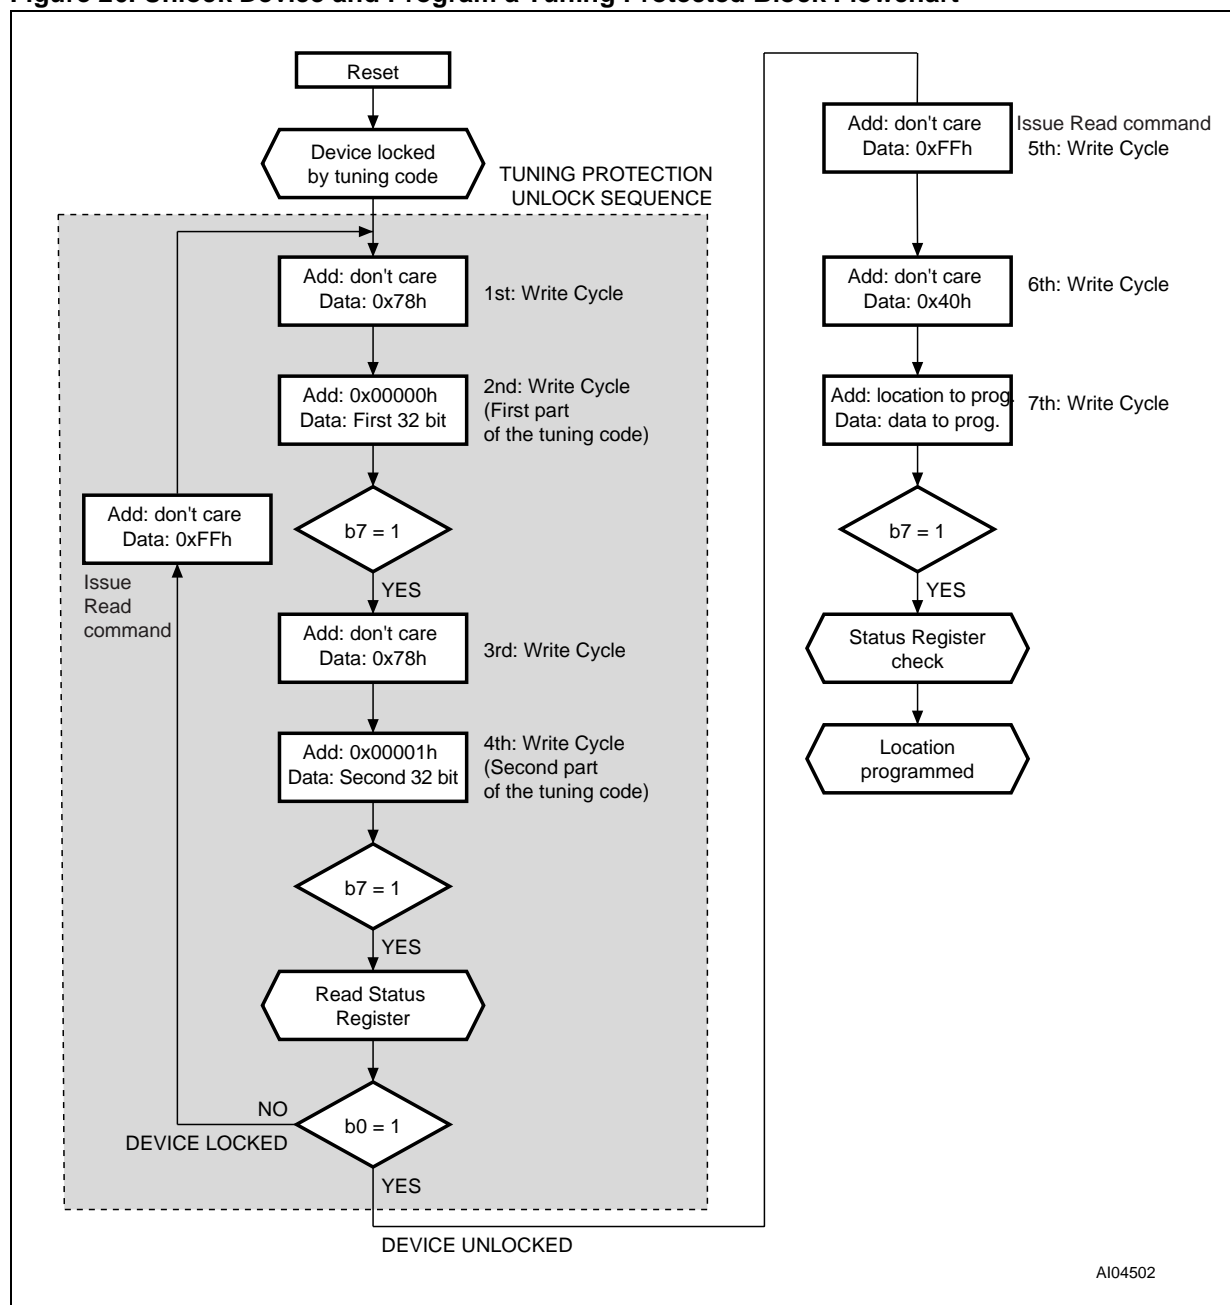 Figure 26. Unlock Device and Program a Tuning Protected Block Flowchart
Reset
Device locked
by tuning code
TUNING PROTECTION
UNLOCK SEQUENCE
Add: don't care
Data: 0x78h
1st: Write Cycle
Add: 0x00000h
Data: First 32 bit
2nd: Write Cycle
(First part
of the tuning code)
b7 = 1
YES
Add: don't care
Data: 0xFFh
Issue
Read
command
Add: don't care
Data: 0x78h
3rd: Write Cycle
Add: 0x00001h
Data: Second 32 bit
4th: Write Cycle
(Second part
of the tuning code)
b7 = 1
YES
Read Status
Register
b0 = 1
NO
DEVICE LOCKED
YES
DEVICE UNLOCKED
Add: don't care
Data: 0xFFh
Issue Read command
5th: Write Cycle
Add: don't care
Data: 0x40h
6th: Write Cycle
Add: location to prog.
Data: data to prog.
7th: Write Cycle
b7 = 1
YES
Status Register
check
Location
programmed
AI04502